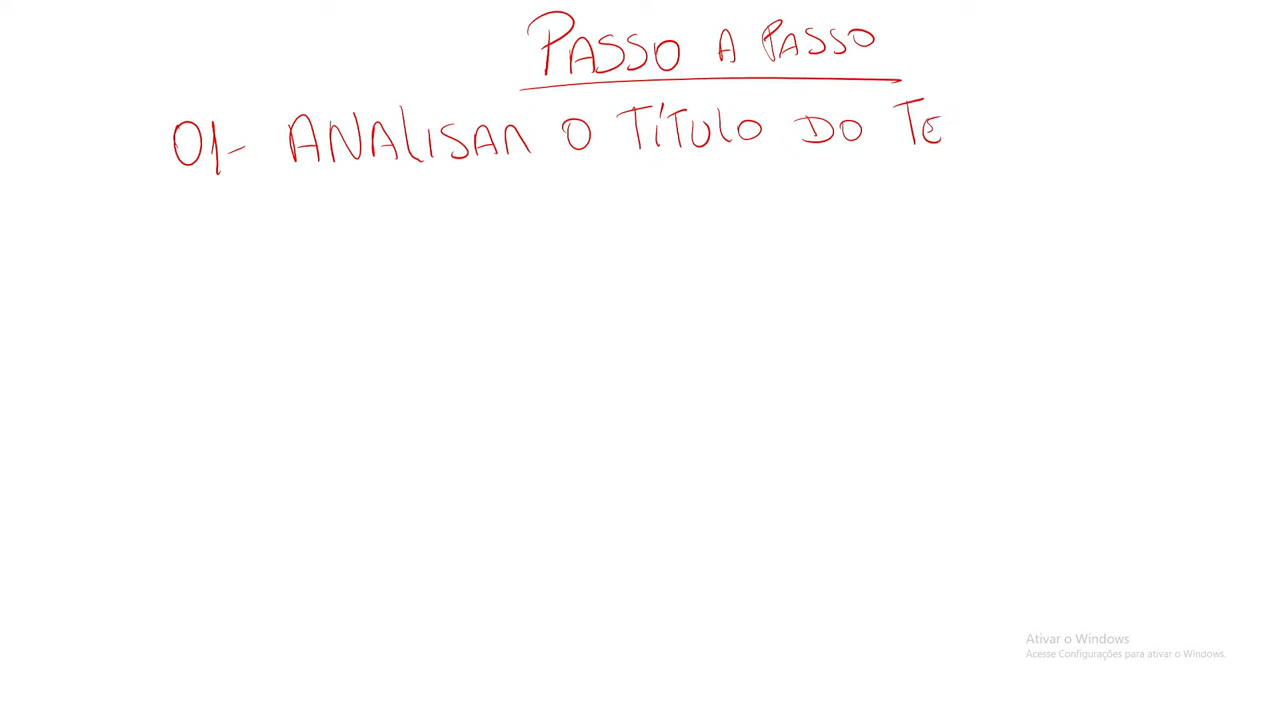 PASSO A PASSO
01- ANALISAR O TÍTULO DO TE
Ativar o Windows
Acesse Configurações para ativar o Windows.